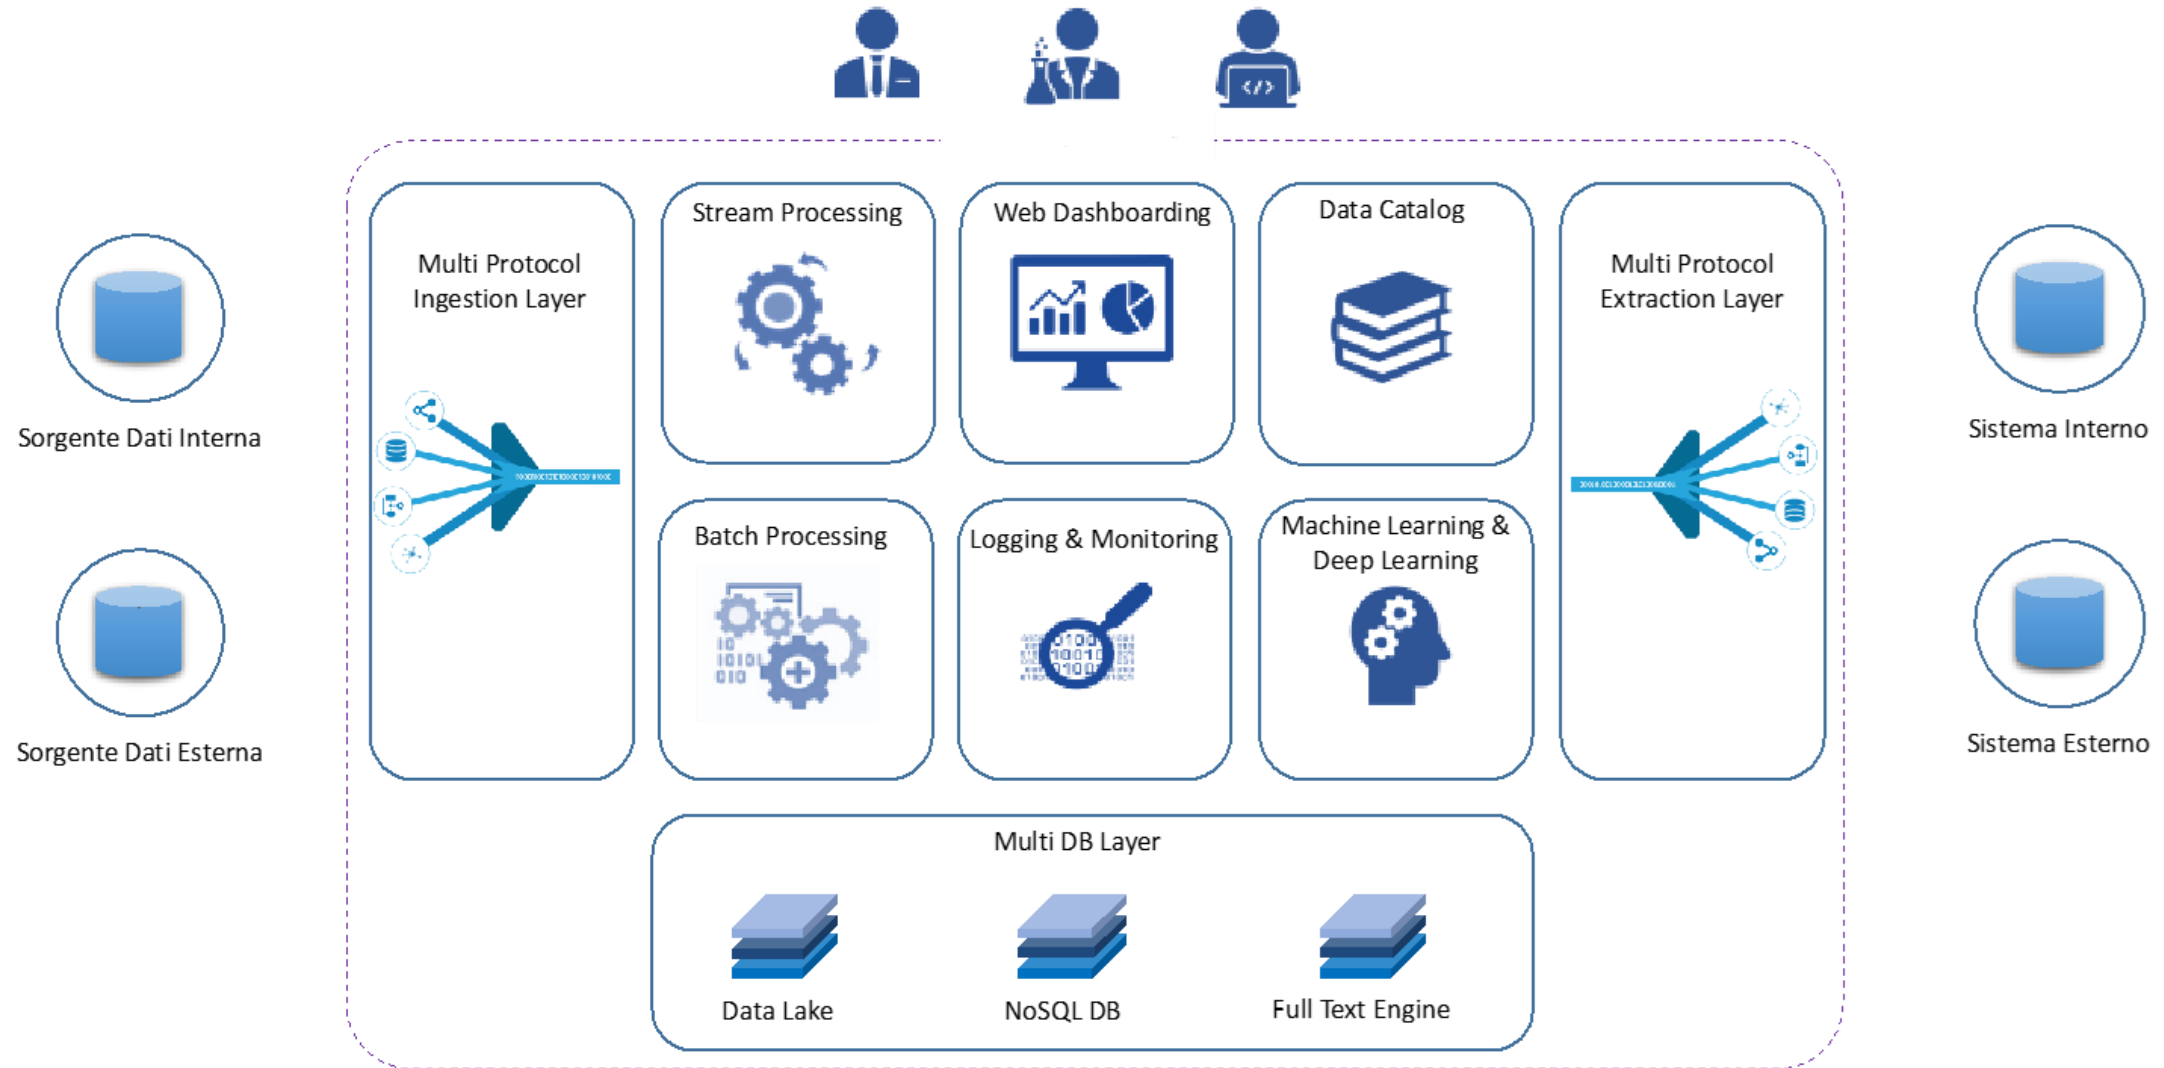 Stream Processing
Web Dashboarding
Data Catalog
Multi Protocol
Ingestion Layer
Multi Protocol
Extraction Layer
Sorgente Dati Interna
Sistema Interno
Batch Processing
Logging & Monitoring
Machine Learning &
Deep Learning
Sorgente Dati Esterna
Sistema Esterno
Multi DB Layer
Data Lake
NoSQL DB
Full Text Engine